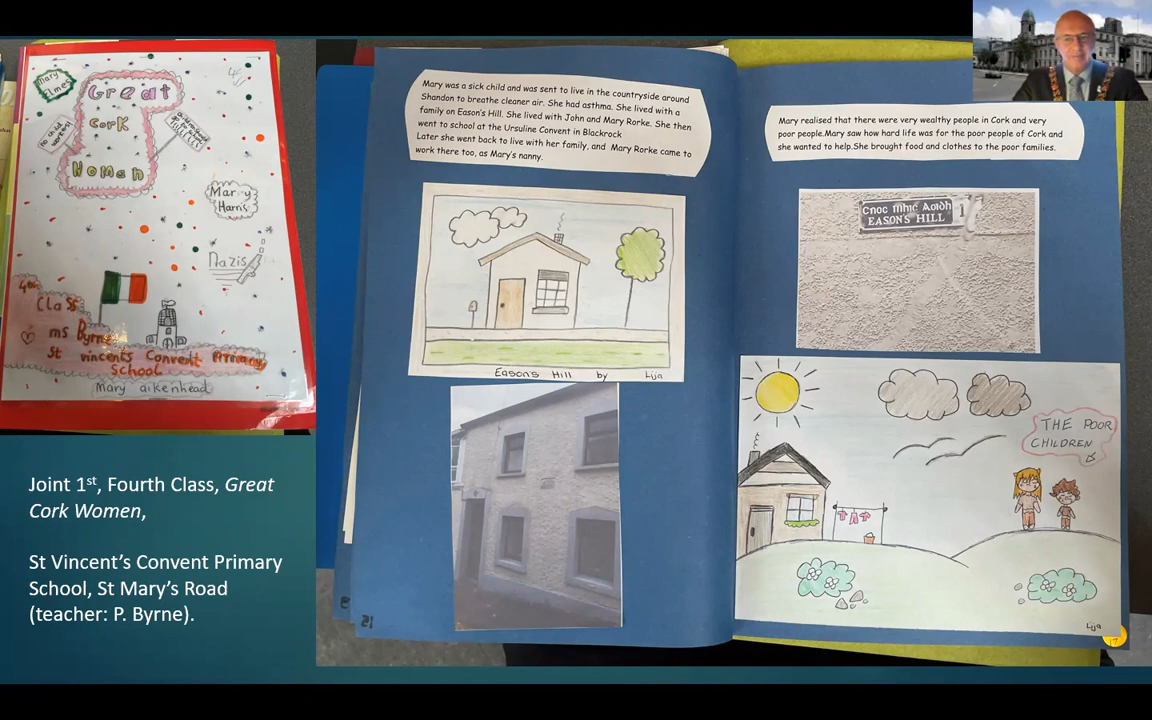 Mary
Elmes
Great
Cork
Women
4c
Mary
Harris
Nazis
4th
Class
ms Byrne
St vincents Convent Primary
School
Mary aikenhead
Joint 1st, Fourth Class, Great
Cork Women,
St Vincent's Convent Primary
School, St Mary's Road
(teacher: P. Byrne).
Mary was a sick child and was sent to live in the countryside around
Shandon to breathe cleaner air. She had asthma. She lived with a
family on Eason's Hill. She lived with John and Mary Rorke. She then
went to school at the Ursuline Convent in Blackrock
Later she went back to live with her family, and Mary Rorke came to
work there too, as Mary's nanny.
Eason's Hill by Lija
15
Mary realised that there were very wealthy people in Cork and very
poor people.Mary saw how hard life was for the poor people of Cork and
she wanted to help.She brought food and clothes to the poor families.
Cnoc Mhic Aoidh
EASON'S HILL 1
THE POOR
CHILDREN
Lija
17